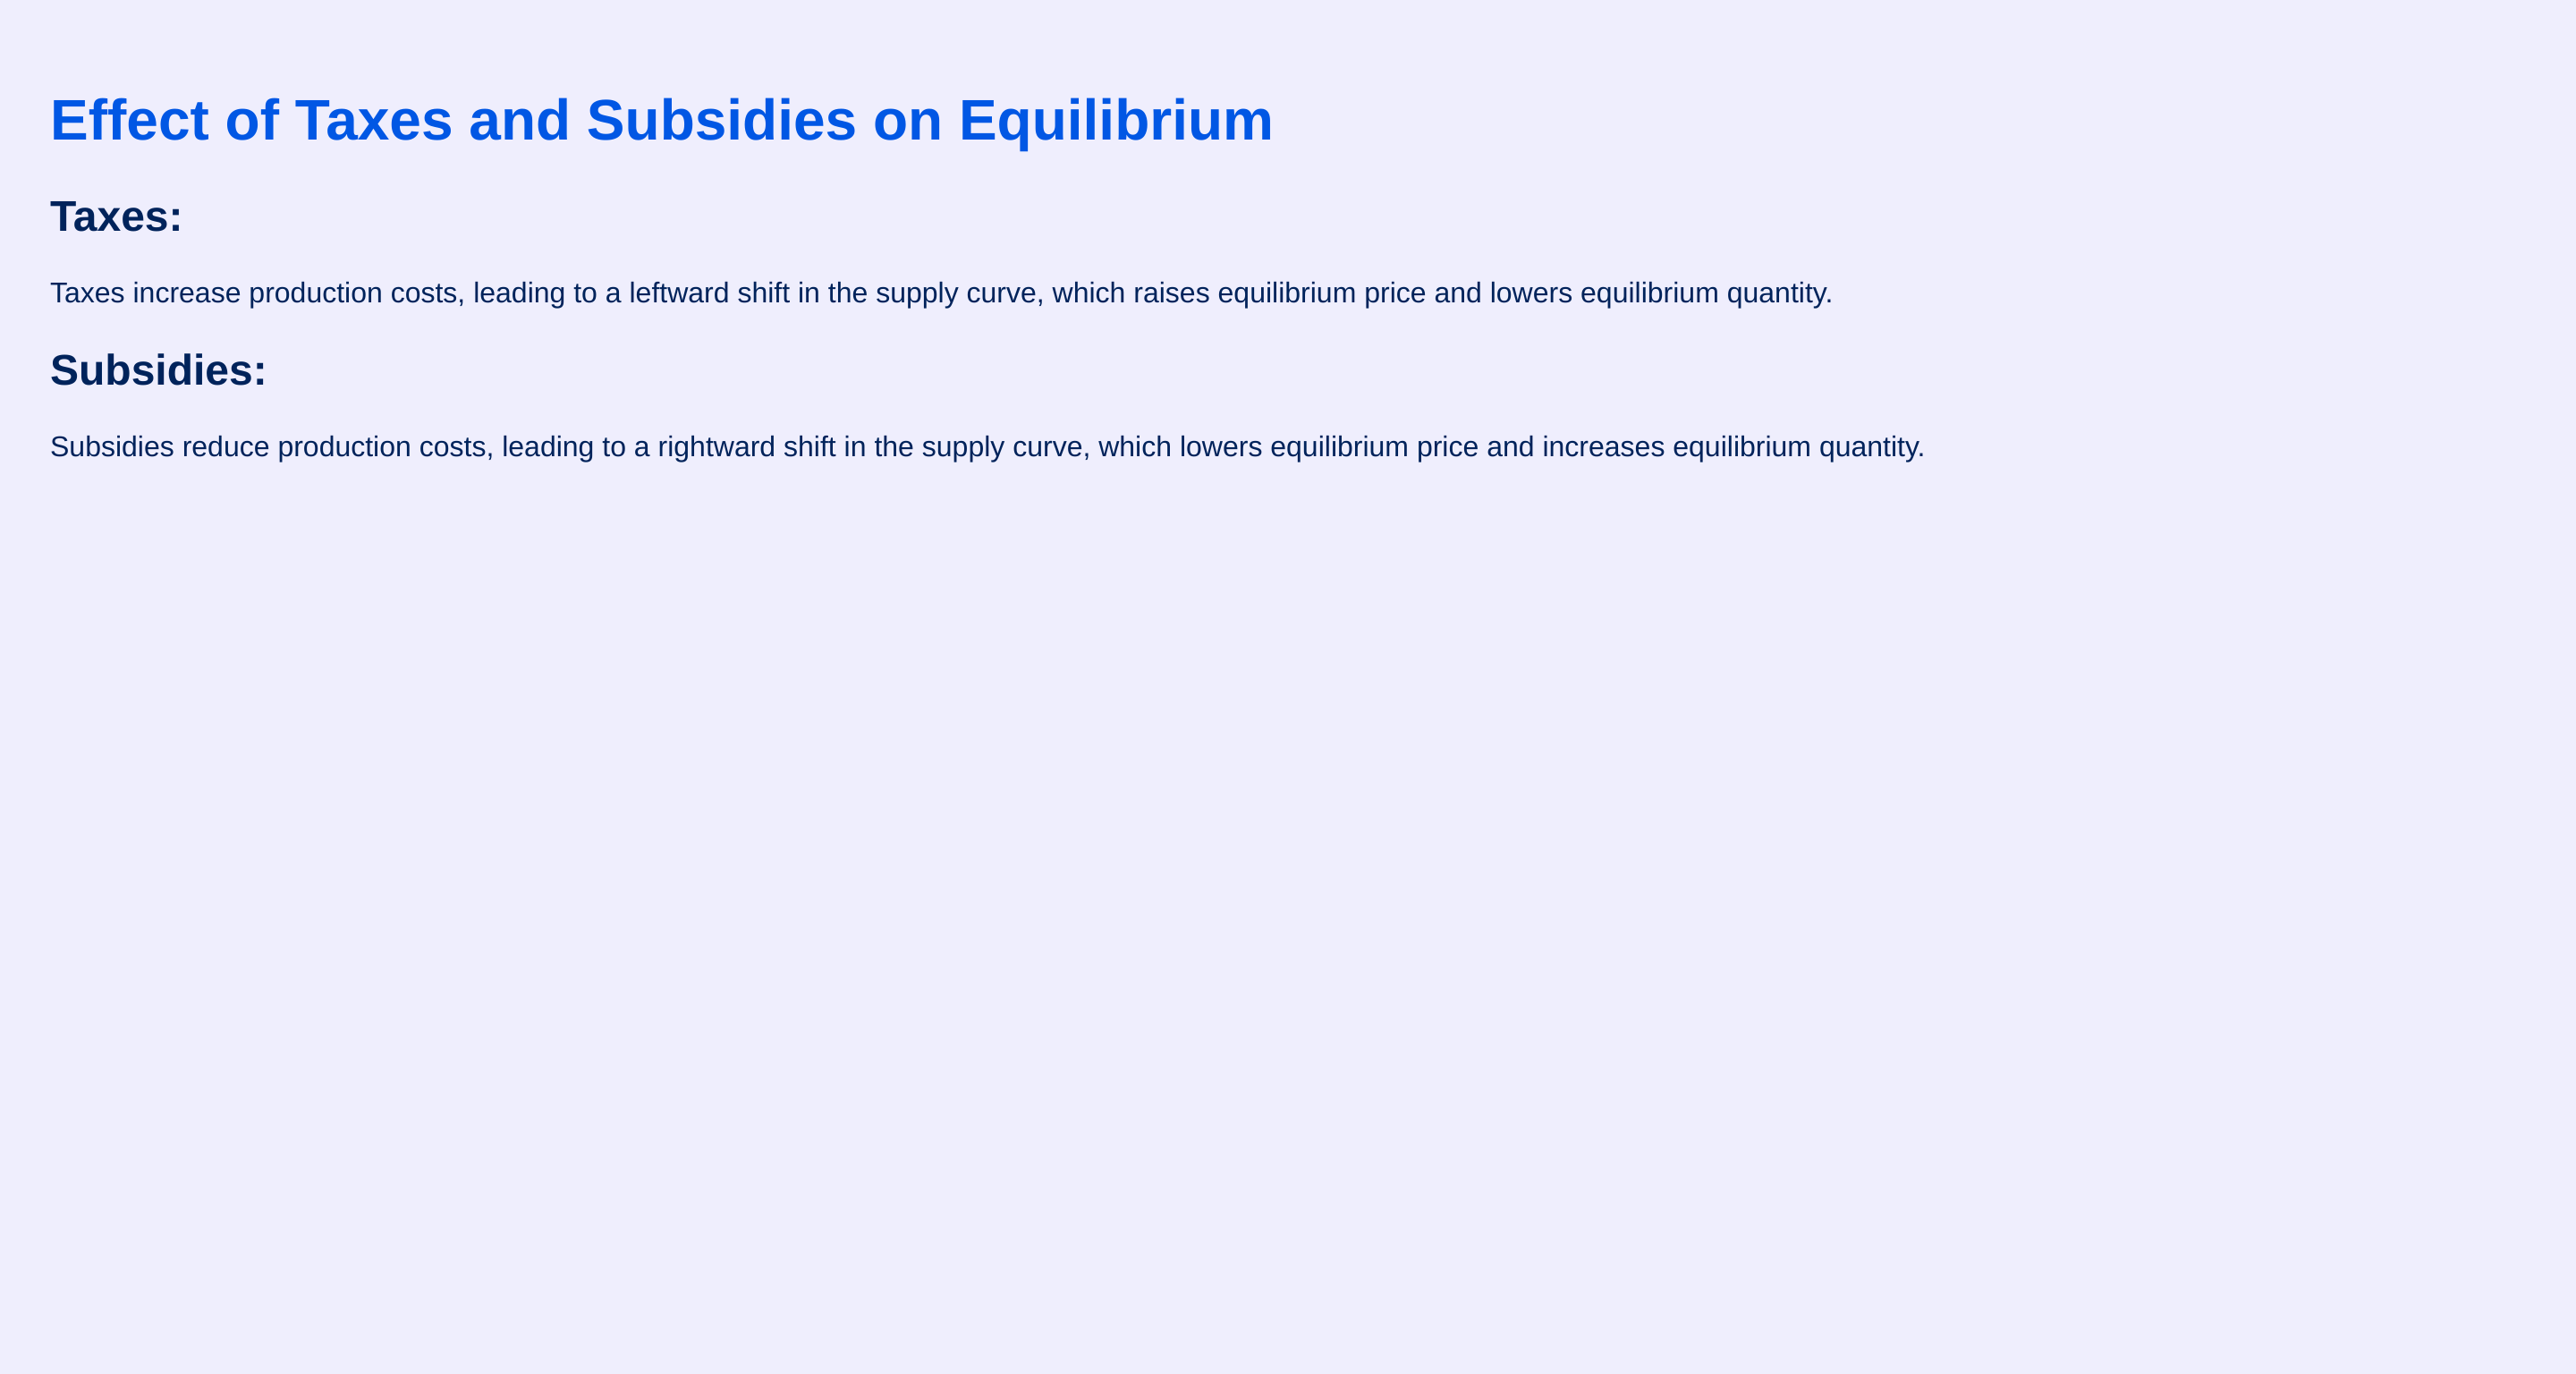 Effect of Taxes and Subsidies on Equilibrium
Taxes:
Taxes increase production costs, leading to a leftward shift in the supply curve, which raises equilibrium price and lowers equilibrium quantity.
Subsidies:
Subsidies reduce production costs, leading to a rightward shift in the supply curve, which lowers equilibrium price and increases equilibrium quantity.